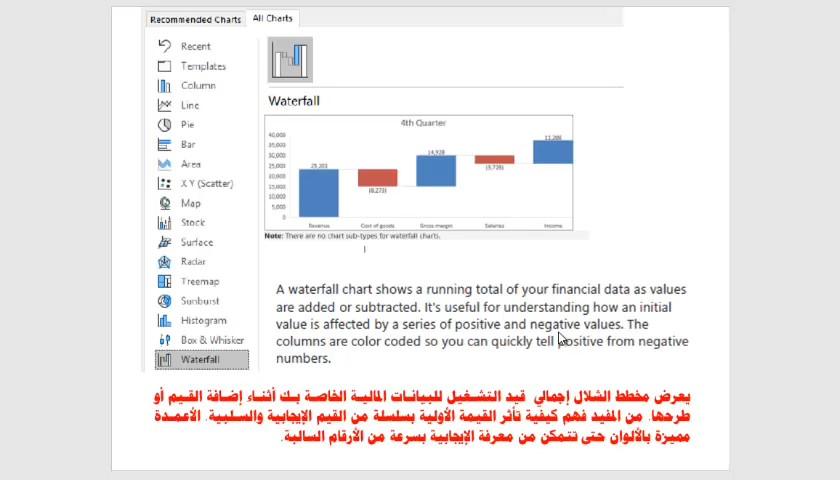 Recommended Charts
All Charts
Recent
Templates
Column
Line
Pie
Bar
Area
X Y (Scatter)
Map
Stock
Surface
Radar
Treemap
Sunburst
Histogram
Box & Whisker
Waterfall
Waterfall
4th Quarter
40,000
35,000
30,000
25,000
20,000
15,000
10,000
5,000
0
(8,273)
14,928
(3,728)
Revenue
Cost of goods
Gross margin
Salaries
Income
Note: There are no chart sub-types for waterfall charts.
A waterfall chart shows a running total of your financial data as values
are added or subtracted. It's useful for understanding how an initial
value is affected by a series of positive and negative values. The
columns are color coded so you can quickly tell positive from negative
numbers.
يعرض مخطط الشلال إجمالي قيد التشغيل للبيانات المالية الخاصة بك أثناء إضافة القيم أو
طرحها. من المفيد فهم كيفية تأثر القيمة الأولية بسلسلة من القيم الإيجابية والسلبية. الأعمدة
مميزة بالألوان حتى تتمكن من معرفة الإيجابية بسرعة من الأرقام السالبة.